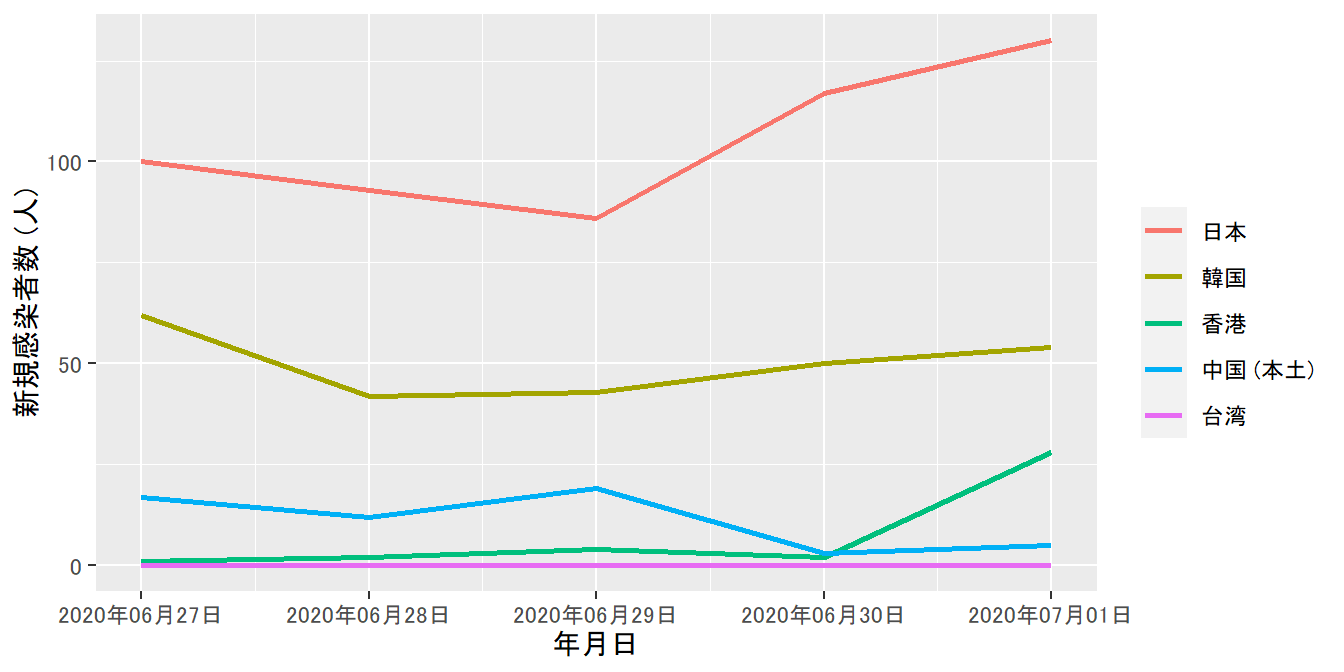 新規感染者数(人)
100
50
0
2020年06月27日
2020年06月28日
2020年06月29日
2020年06月30日
2020年07月01日
年月日
日本
韓国
香港
中国(本土)
台湾